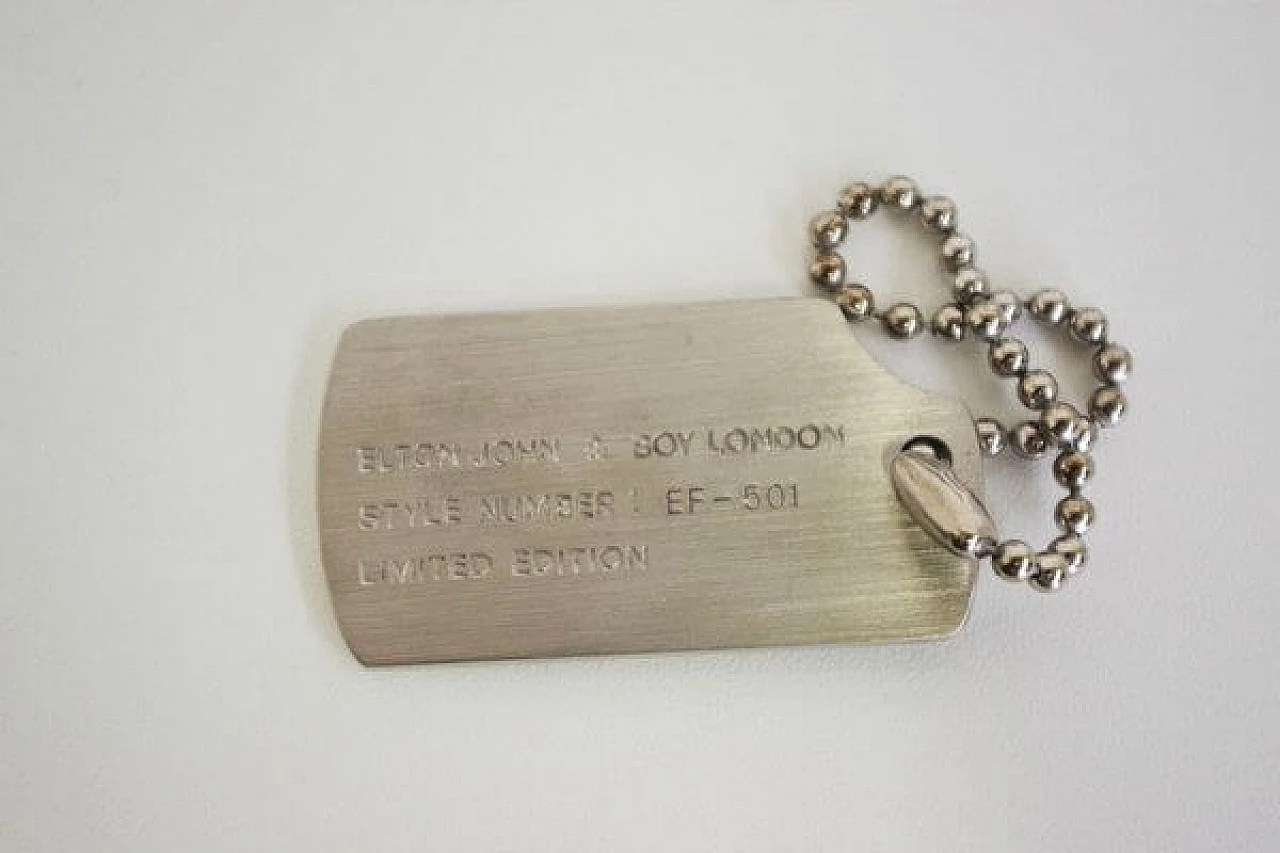 ELTON JOHN & BOY LONDON
STYLE NUMBER : EF-501
LIMITED EDITION